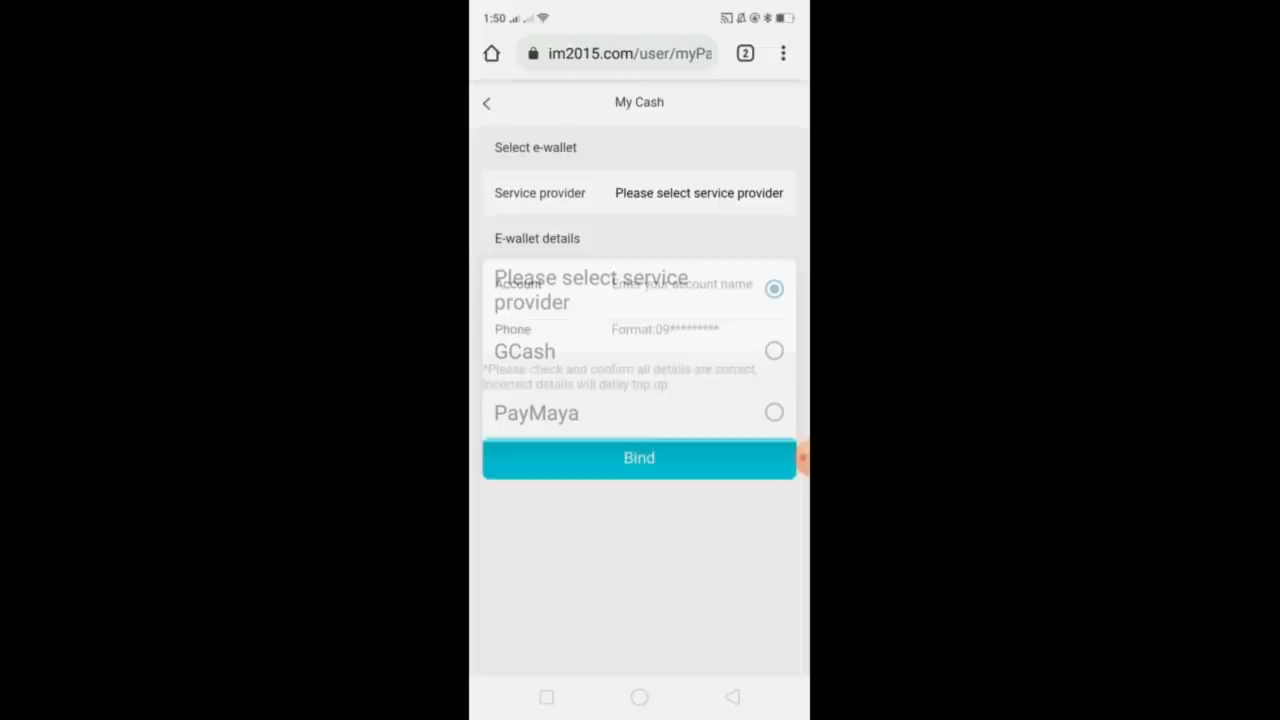 1:50
im2015.com/user/myPa
2
My Cash
Select e-wallet
Service provider Please select service provider
E-wallet details
Please select service
provider
Account Enter your account name
Phone Format:09*********
GCash
*Please check and confirm all details are correct,
Incorrect details will delay top up
PayMaya
Bind